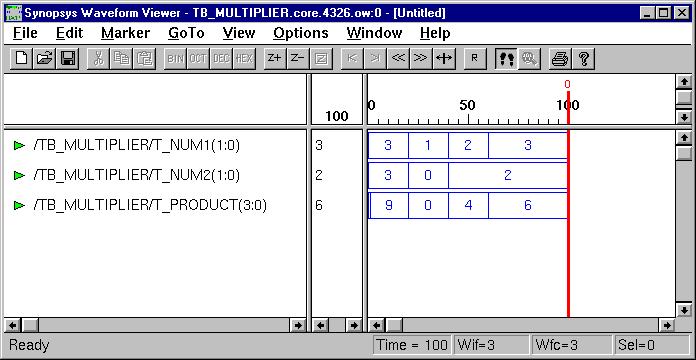 Synopsys Waveform Viewer - TB_MULTIPLIER.core.4326.ow:0 - [Untitled]
File Edit Marker GoTo View Options Window Help
BIN OCT DEC HEX Z+ Z- R
0
100 0 50 100
/TB_MULTIPLIER/T_NUM1(1:0) 3 3 1 2 3
/TB_MULTIPLIER/T_NUM2(1:0) 2 3 0 2
/TB_MULTIPLIER/T_PRODUCT(3:0) 6 9 0 4 6
Ready Time = 100 Wif=3 Wfc=3 Sel=0